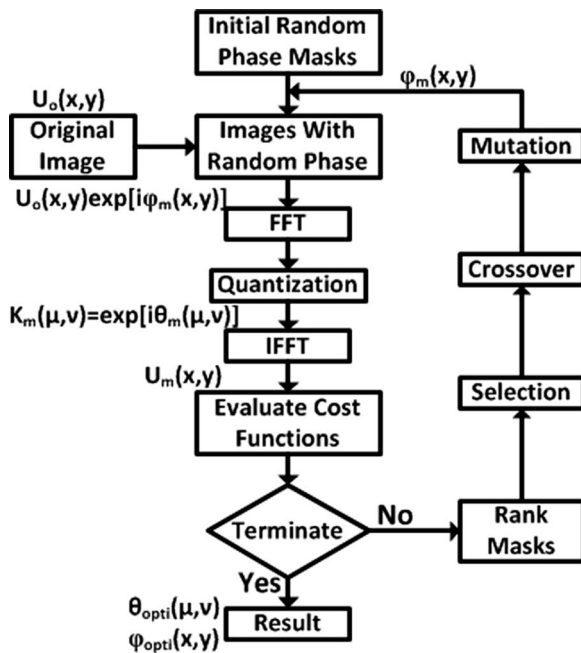 Initial Random
Phase Masks
φm(x,y)
Uo(x,y)
Original
Image
Images With
Random Phase
Mutation
Uo(x,y)exp[iφm(x,y)]
FFT
Crossover
Quantization
Km(μ,ν)=exp[iθm(μ,ν)]
IFFT
Um(x,y)
Selection
Evaluate Cost
Functions
Terminate
No
Rank
Masks
Yes
θopti(μ,ν)
Result
φopti(x,y)